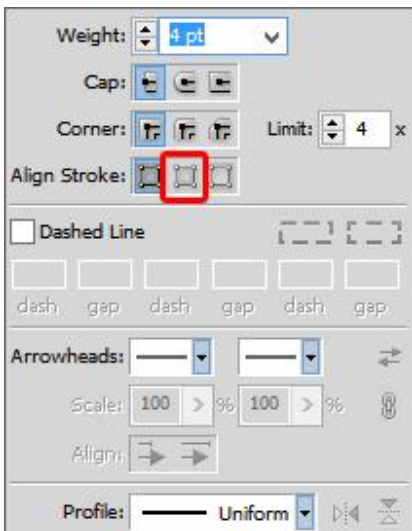 Weight: 4 pt
Cap:
Corner: Limit: 4 x
Align Stroke:
Dashed Line
dash gap dash gap dash gap
Arrowheads:
Scale: 100 % 100 %
Align:
Profile: Uniform